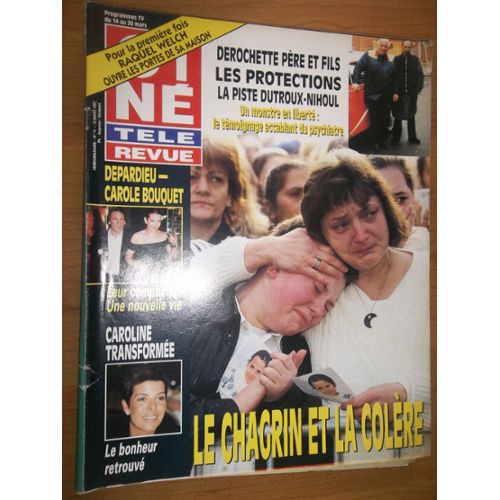 Programmes TV
du 14 au 20 mars
Pour la première fois
RAQUEL WELCH
OUVRE LES PORTES DE SA MAISON
CINÉ
TELE
REVUE
DEROCHETTE PÈRE ET FILS
LES PROTECTIONS
LA PISTE DUTROUX-NIHOUL
Un monstre en liberté :
le témoignage accablant du psychiatre
DEPARDIEU –
CAROLE BOUQUET
Leur
Une nouvelle vie
CAROLINE
TRANSFORMÉE
Le bonheur
retrouvé
LE CHAGRIN ET LA COLÈRE